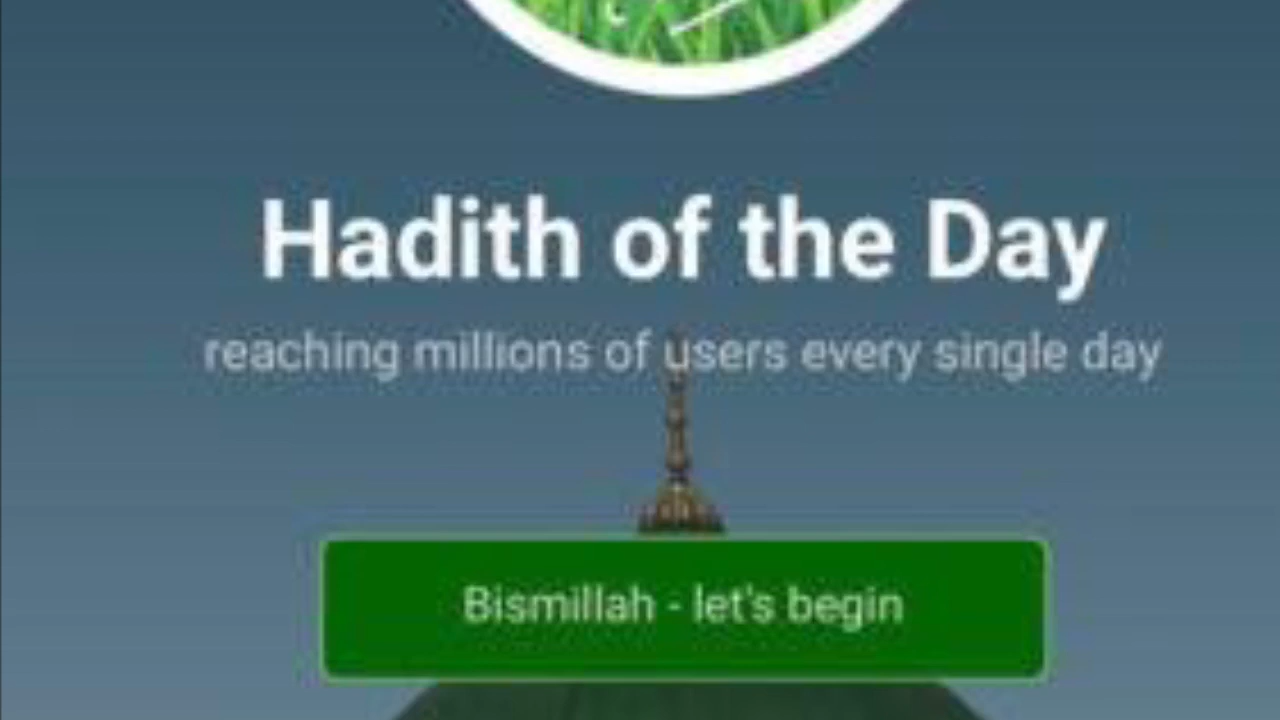 Hadith of the Day
reaching millions of users every single day
Bismillah - let's begin